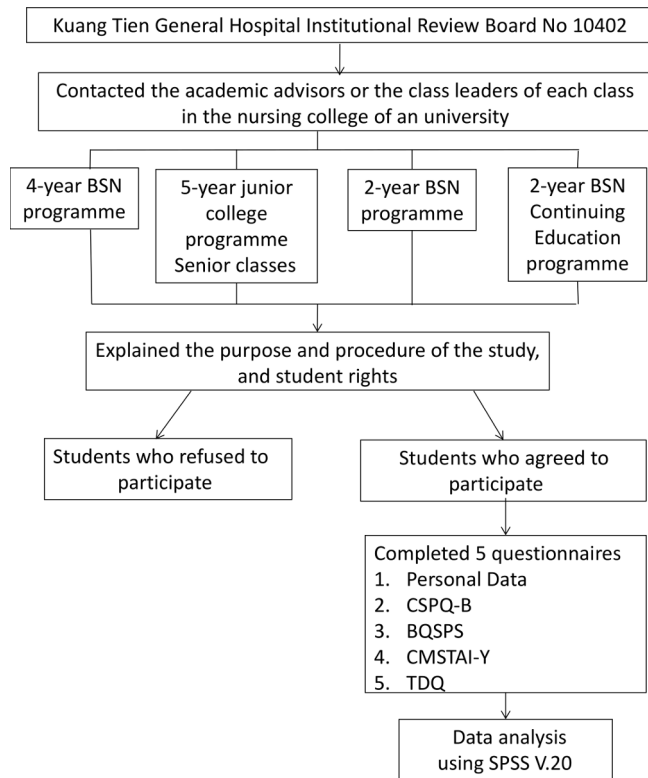 Kuang Tien General Hospital Institutional Review Board No 10402
Contacted the academic advisors or the class leaders of each class
in the nursing college of an university
4-year BSN
programme
5-year junior
college
programme
Senior classes
2-year BSN
programme
2-year BSN
Continuing
Education
programme
Explained the purpose and procedure of the study,
and student rights
Students who refused to
participate
Students who agreed to
participate
Completed 5 questionnaires
1. Personal Data
2. CSPQ-B
3. BQSPS
4. CMSTAI-Y
5. TDQ
Data analysis
using SPSS V.20